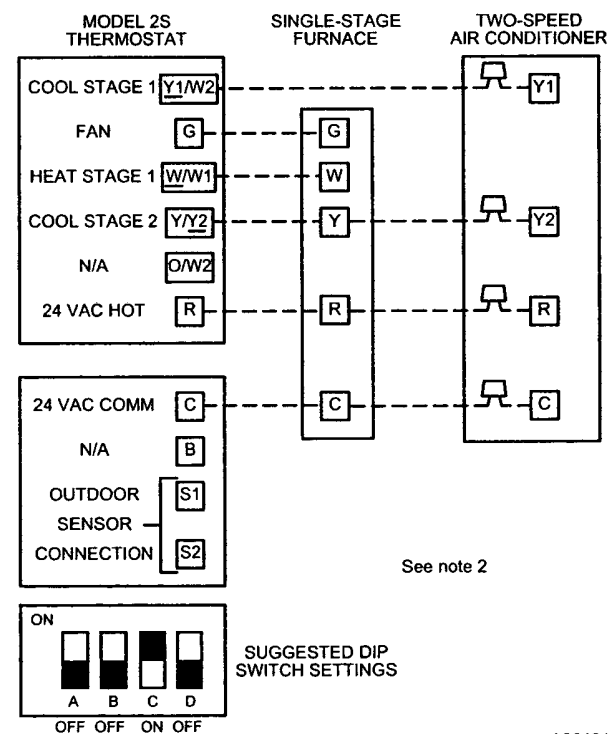 MODEL 2S THERMOSTAT
SINGLE-STAGE FURNACE
TWO-SPEED AIR CONDITIONER
COOL STAGE 1 Y1/W2 Y1
FAN G G
HEAT STAGE 1 W/W1 W
COOL STAGE 2 Y/Y2 Y Y2
N/A O/W2
24 VAC HOT R R R
24 VAC COMM C C C
N/A B
OUTDOOR S1
SENSOR
CONNECTION S2
See note 2
ON
SUGGESTED DIP
SWITCH SETTINGS
A B C D
OFF OFF ON OFF